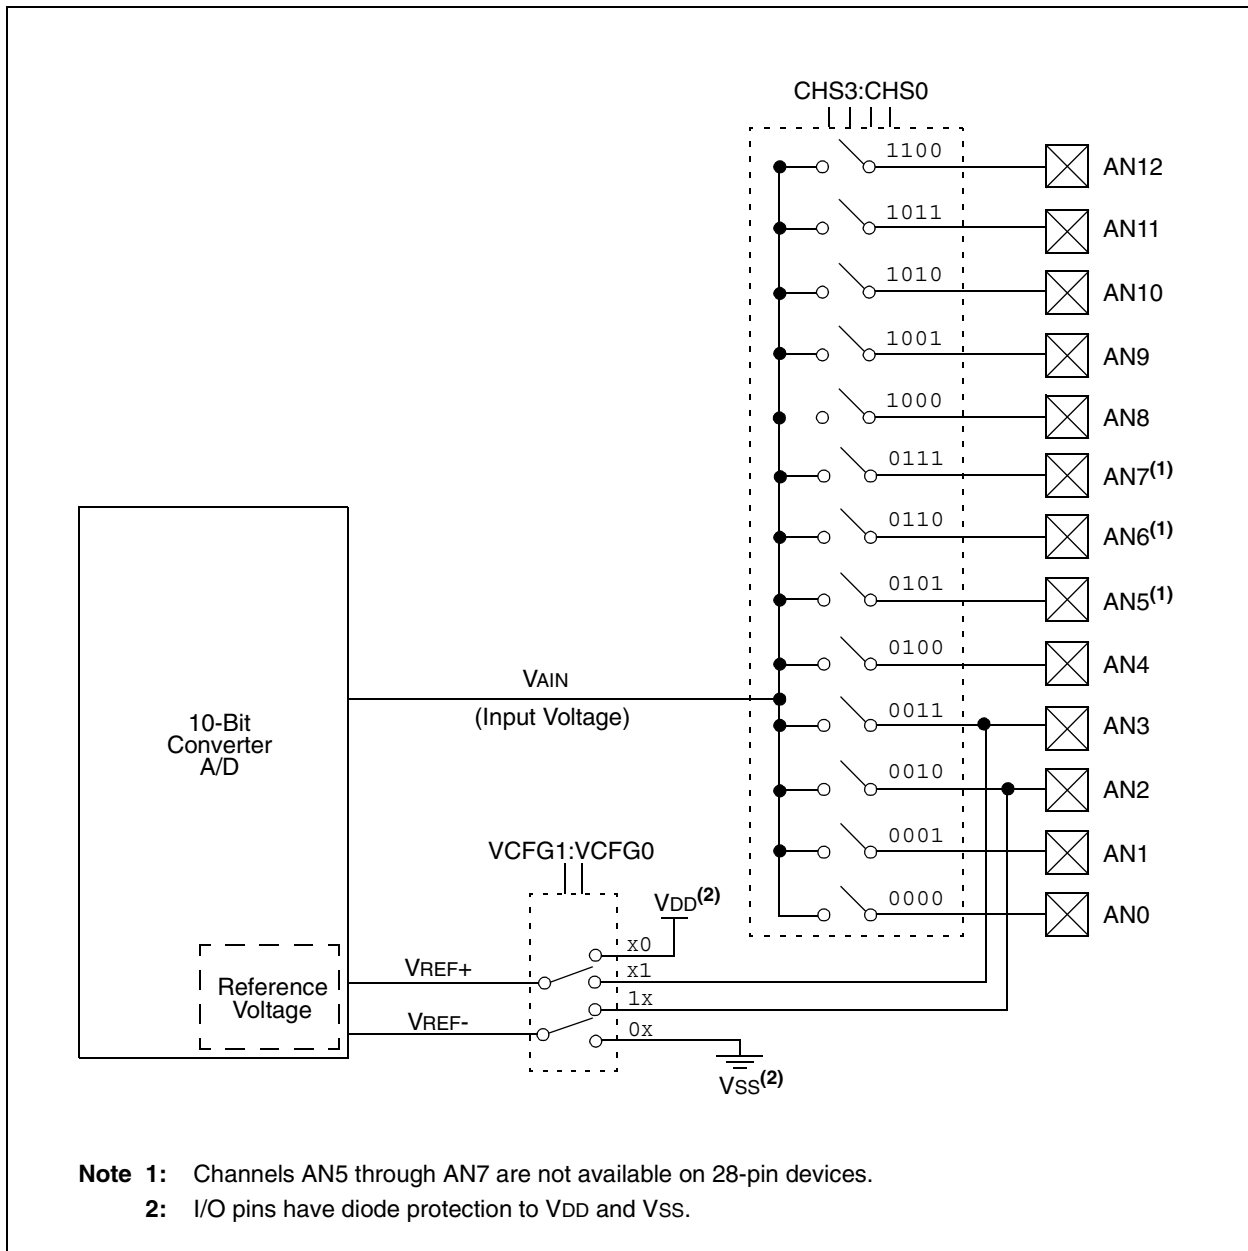 CHS3:CHS0
1100 AN12
1011 AN11
1010 AN10
1001 AN9
1000 AN8
0111 AN7(1)
0110 AN6(1)
0101 AN5(1)
0100 AN4
VAIN
(Input Voltage)
0011 AN3
10-Bit
Converter
A/D
0010 AN2
0001 AN1
VCFG1:VCFG0
0000 AN0
VDD(2)
x0
VREF+
x1
Reference
Voltage
1x
VREF-
0x
VSS(2)
Note 1: Channels AN5 through AN7 are not available on 28-pin devices.
2: I/O pins have diode protection to VDD and VSS.